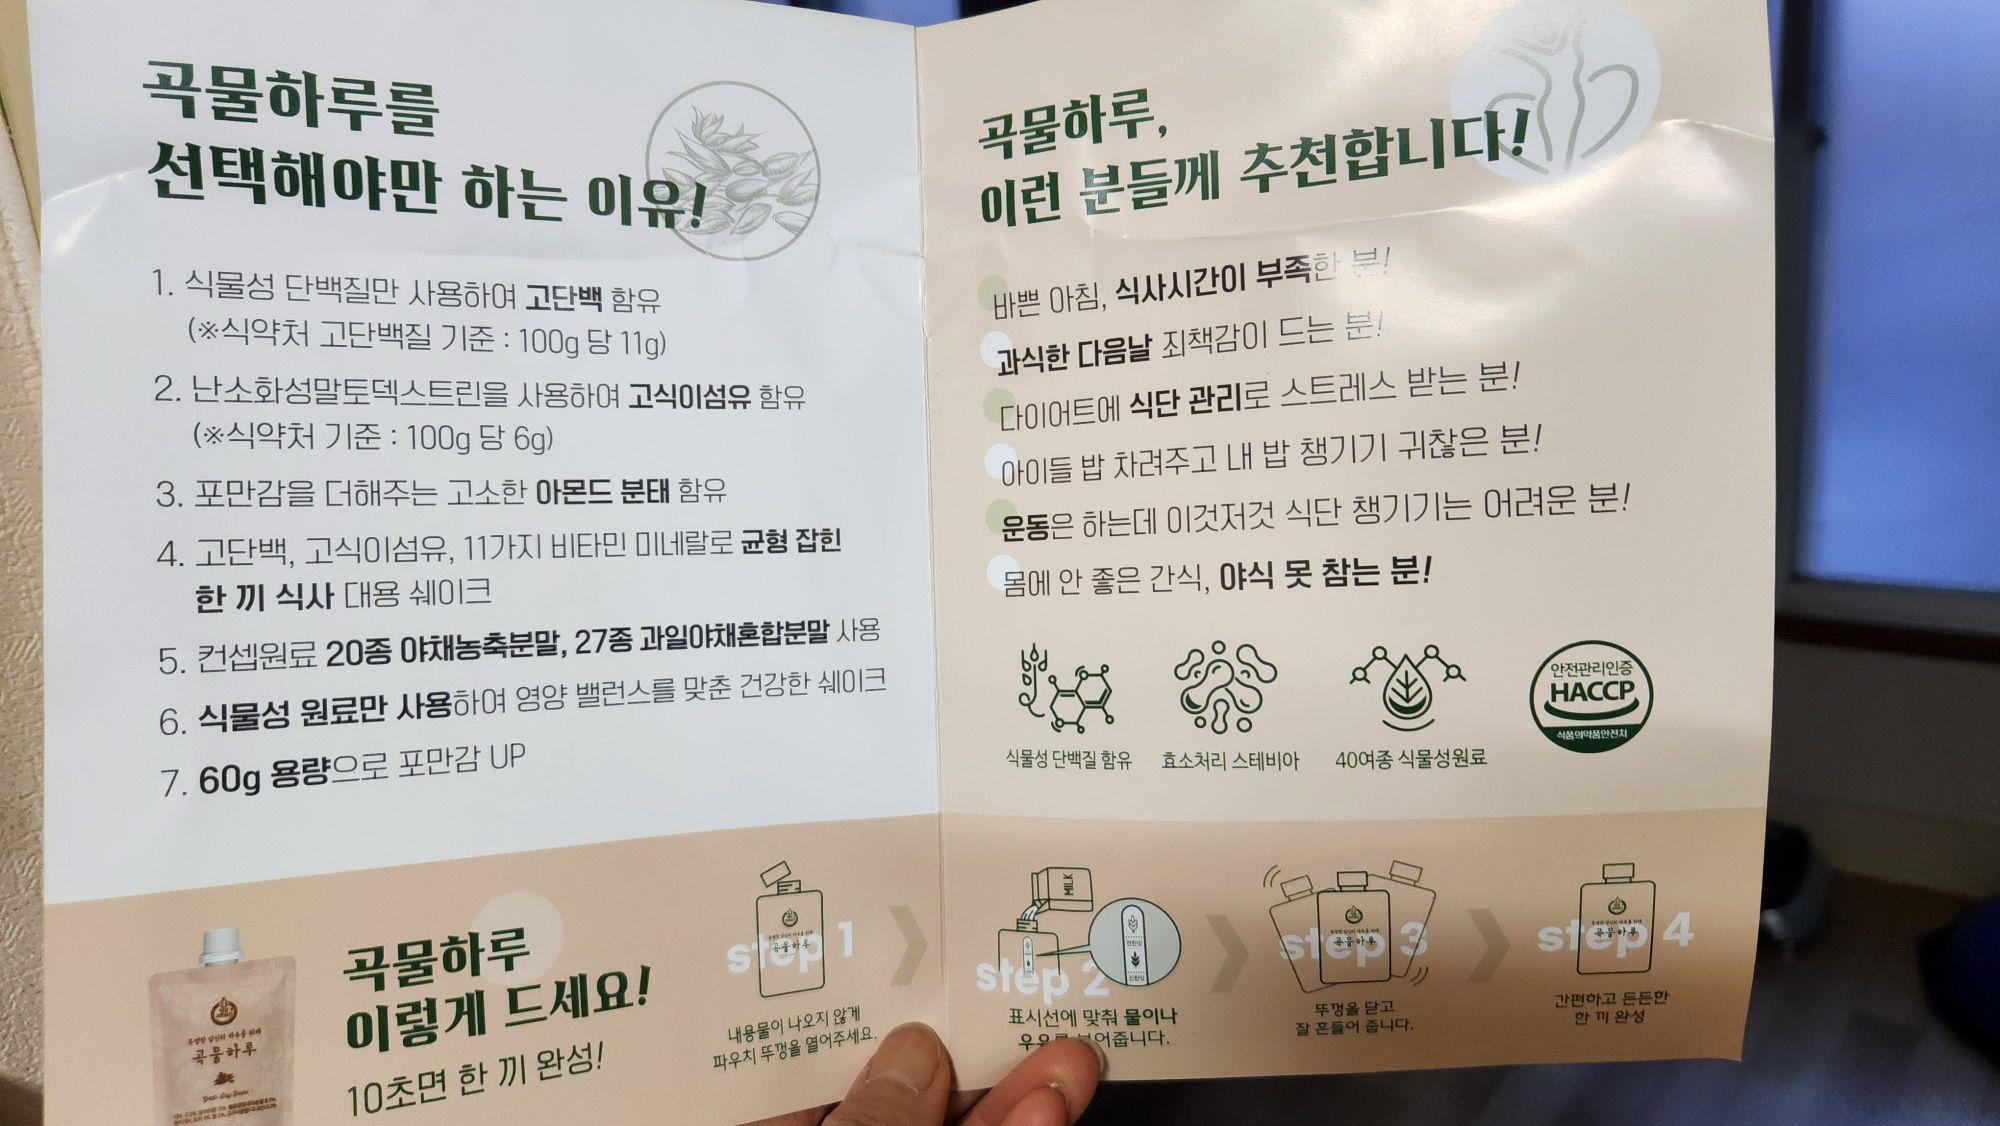 곡물하루를
선택해야만 하는 이유!
1. 식물성 단백질만 사용하여 고단백 함유
(※식약처 고단백질 기준 : 100g 당 11g)
2. 난소화성말토덱스트린을 사용하여 고식이섬유 함유
(※식약처 기준 : 100g 당 6g)
3. 포만감을 더해주는 고소한 아몬드 분태 함유
4. 고단백, 고식이섬유, 11가지 비타민 미네랄로 균형 잡힌
한 끼 식사 대용 쉐이크
5. 컨셉원료 20종 야채농축분말, 27종 과일야채혼합분말 사용
6. 식물성 원료만 사용하여 영양 밸런스를 맞춘 건강한 쉐이크
7. 60g 용량으로 포만감 UP
곡물하루,
이런 분들께 추천합니다!
바쁜 아침, 식사시간이 부족한 분!
과식한 다음날 죄책감이 드는 분!
다이어트에 식단 관리로 스트레스 받는 분!
아이들 밥 차려주고 내 밥 챙기기 귀찮은 분!
운동은 하는데 이것저것 식단 챙기기는 어려운 분!
몸에 안 좋은 간식, 야식 못 참는 분!
식물성 단백질 함유
효소처리 스테비아
40여종 식물성원료
안전관리인증
HACCP
식품의약품안전처
곡물하루
곡물하루
이렇게 드세요!
10초면 한 끼 완성!
곡물하루
step 1
내용물이 나오지 않게
파우치 뚜껑을 열어주세요.
MILK
연한맛
진한맛
step 2
표시선에 맞춰 물이나
우유를 부어줍니다.
곡물하루
step 3
뚜껑을 닫고
잘 흔들어 줍니다.
곡물하루
step 4
간편하고 든든한
한 끼 완성